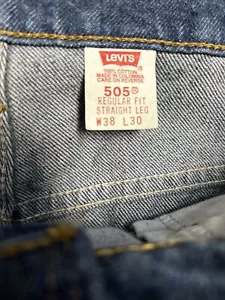 LEVI'S
®
100% COTTON
MADE IN COLOMBIA
CARE ON REVERSE
505®
REGULAR FIT
STRAIGHT LEG
W38 L30